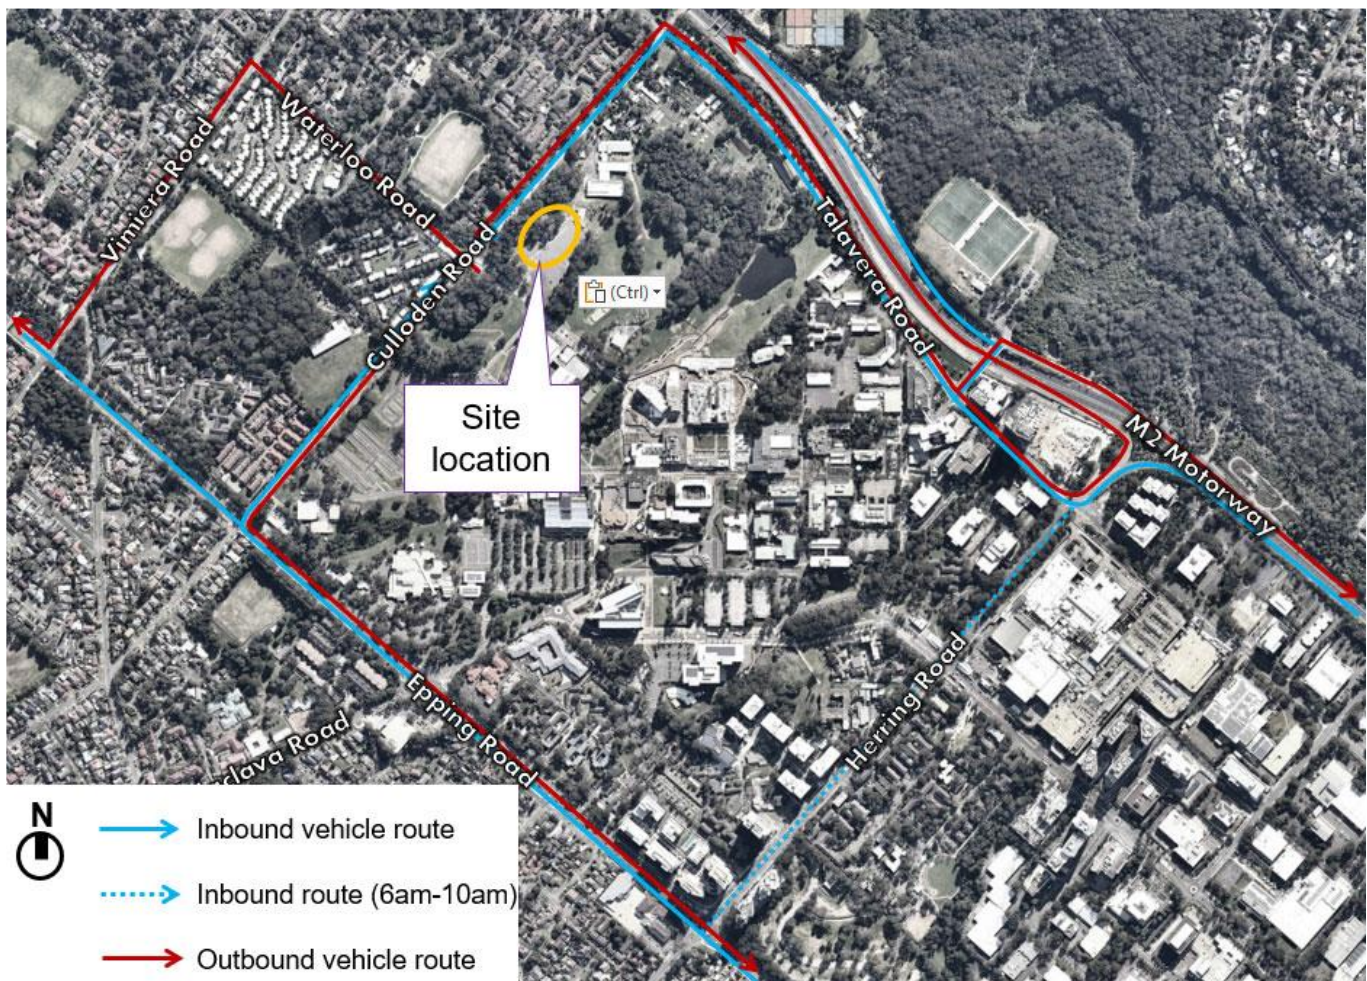 Waterloo Road
Vimiera Road
Culloden Road
Talavera Road
(Ctrl)
Site
location
M2 Motorway
Herring Road
Epping Road
Road
N
Inbound vehicle route
Inbound route (6am-10am)
Outbound vehicle route